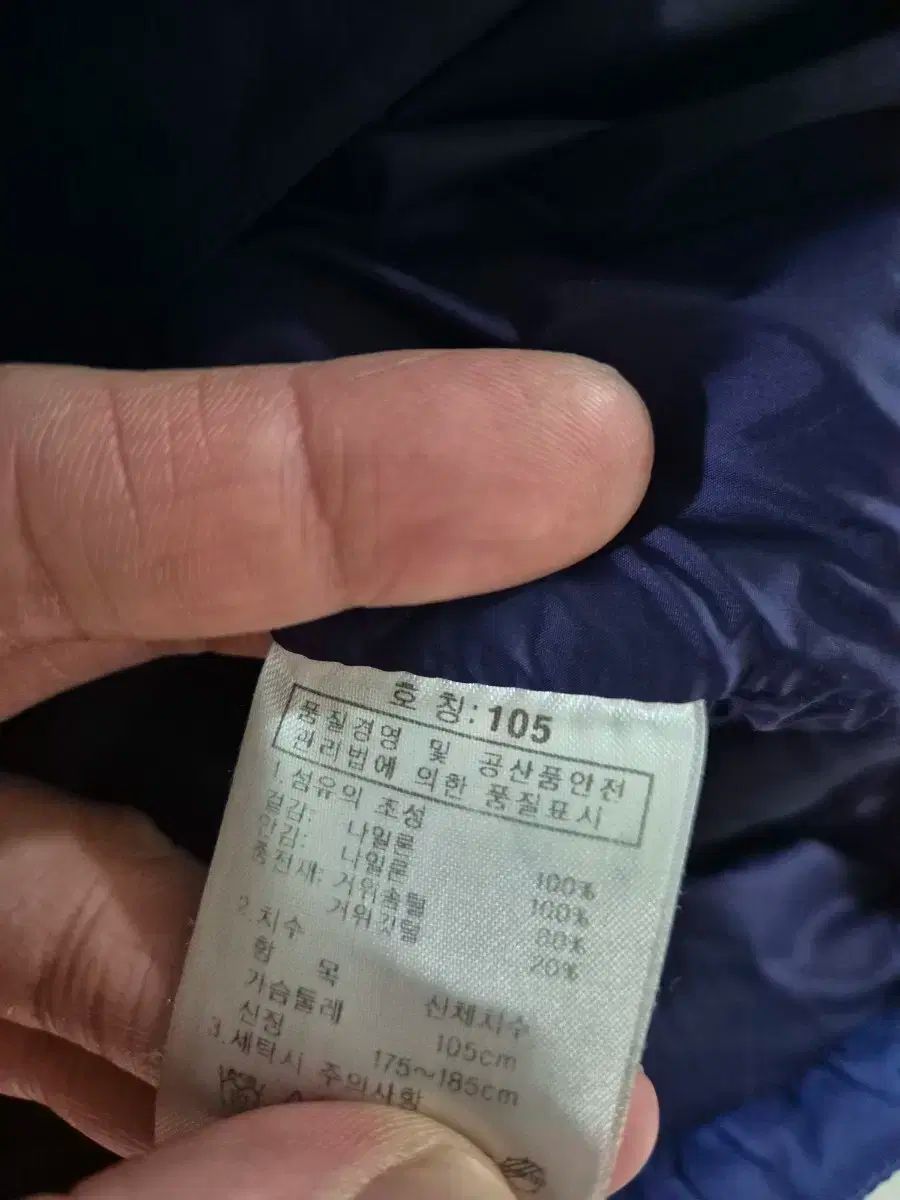 호 칭: 105
품질경영 및 공산품안전
관리법에 의한 품질표시
1. 섬유의 조성
겉감: 나일론 100%
안감: 나일론 100%
충전재: 거위솜털 80%
거위깃털 20%
2. 치수
항 목 신체치수
가슴둘레 105cm
신장 175~185cm
3. 세탁시 주의사항